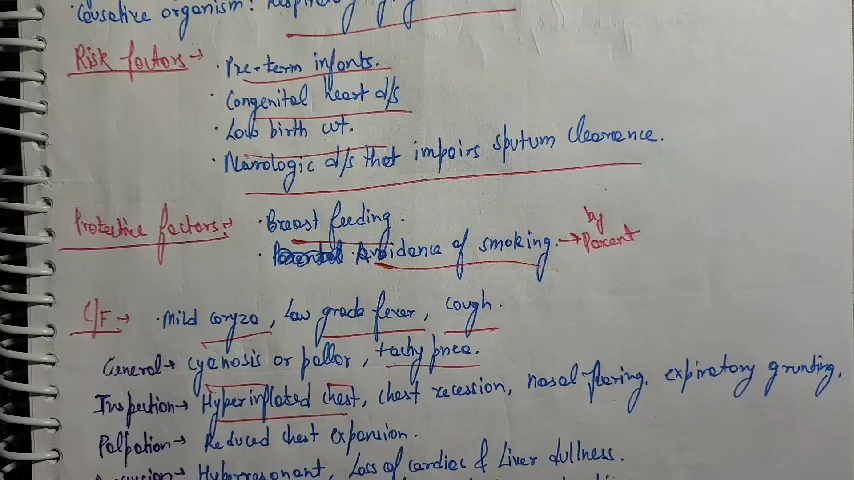 Causative organism: Respiratory
Risk factors → · Pre-term infants.
· Congenital heart d/s
· Low birth wt.
· Neurologic d/s that impairs sputum clearance.
Protective factors → · Breast feeding.
· Avoidance of smoking. → by Parent
C/F → · Mild coryza, Low grade fever, cough.
General → cyanosis or pallor, tachypnea.
Inspection → Hyperinflated chest, chest recession, nasal flaring, expiratory grunting,
Palpation → Reduced chest expansion.
Hyperresonant, Loss of cardiac & Liver dullness.